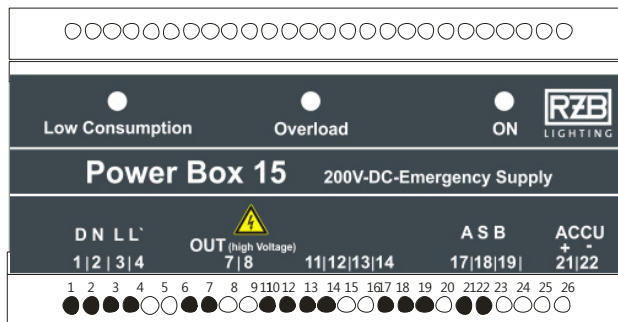 Low Consumption
Overload
ON
RZB
LIGHTING
Power Box 15
200V-DC-Emergency Supply
D N L L`
OUT (high Voltage)
A S B
ACCU
+ -
1|2 | 3|4
7|8
11|12|13|14
17|18|19|
21|22
1 2 3 4 5 6 7 8 9 1110 12 13 14 15 16 17 18 19 20 21 22 23 24 25 26